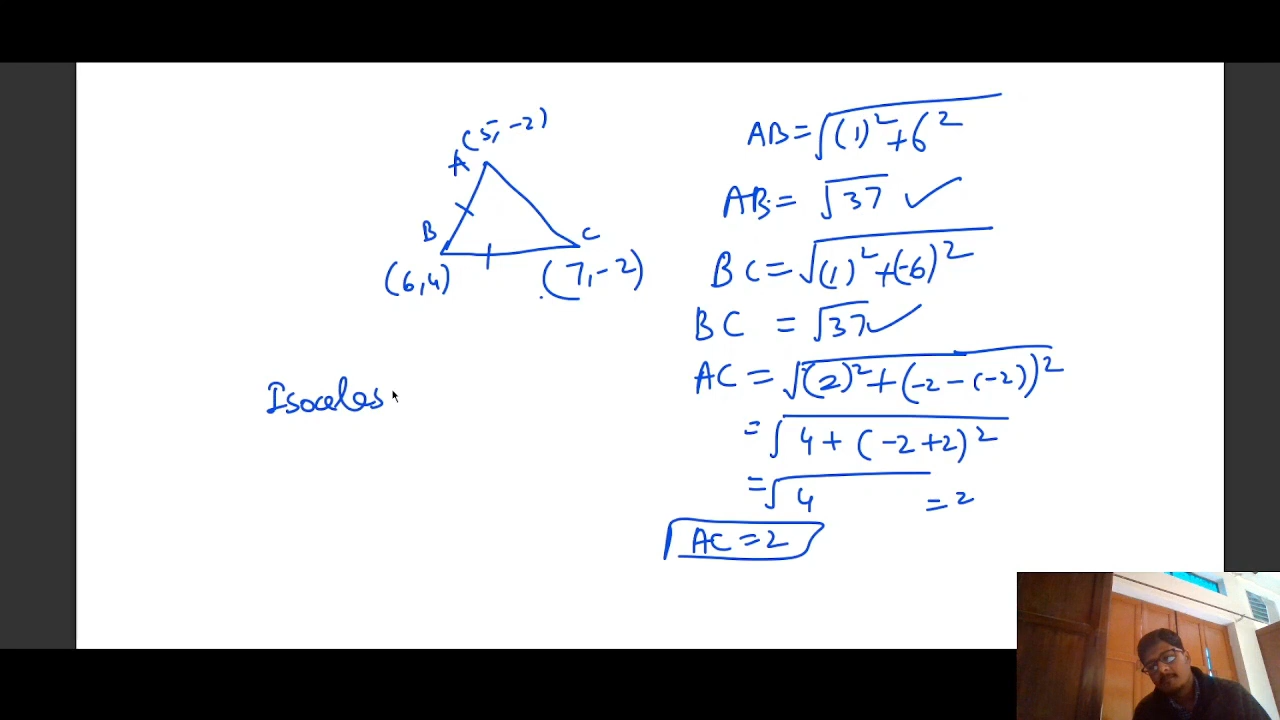 (5, -2)
A
B
C
(6,4)
(7,-2)
Isoceles
AB = √(1)² + 6²
AB = √37 ✓
BC = √(1)² + (-6)²
BC = √37 ✓
AC = √(2)² + (-2 - (-2))²
= √4 + (-2+2)²
= √4 = 2
AC = 2